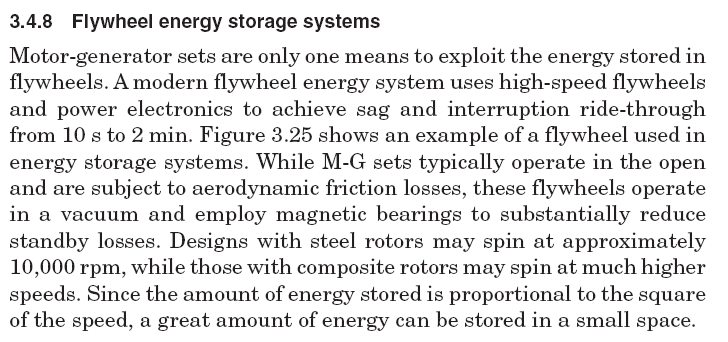 3.4.8 Flywheel energy storage systems
Motor-generator sets are only one means to exploit the energy stored in
flywheels. A modern flywheel energy system uses high-speed flywheels
and power electronics to achieve sag and interruption ride-through
from 10 s to 2 min. Figure 3.25 shows an example of a flywheel used in
energy storage systems. While M-G sets typically operate in the open
and are subject to aerodynamic friction losses, these flywheels operate
in a vacuum and employ magnetic bearings to substantially reduce
standby losses. Designs with steel rotors may spin at approximately
10,000 rpm, while those with composite rotors may spin at much higher
speeds. Since the amount of energy stored is proportional to the square
of the speed, a great amount of energy can be stored in a small space.